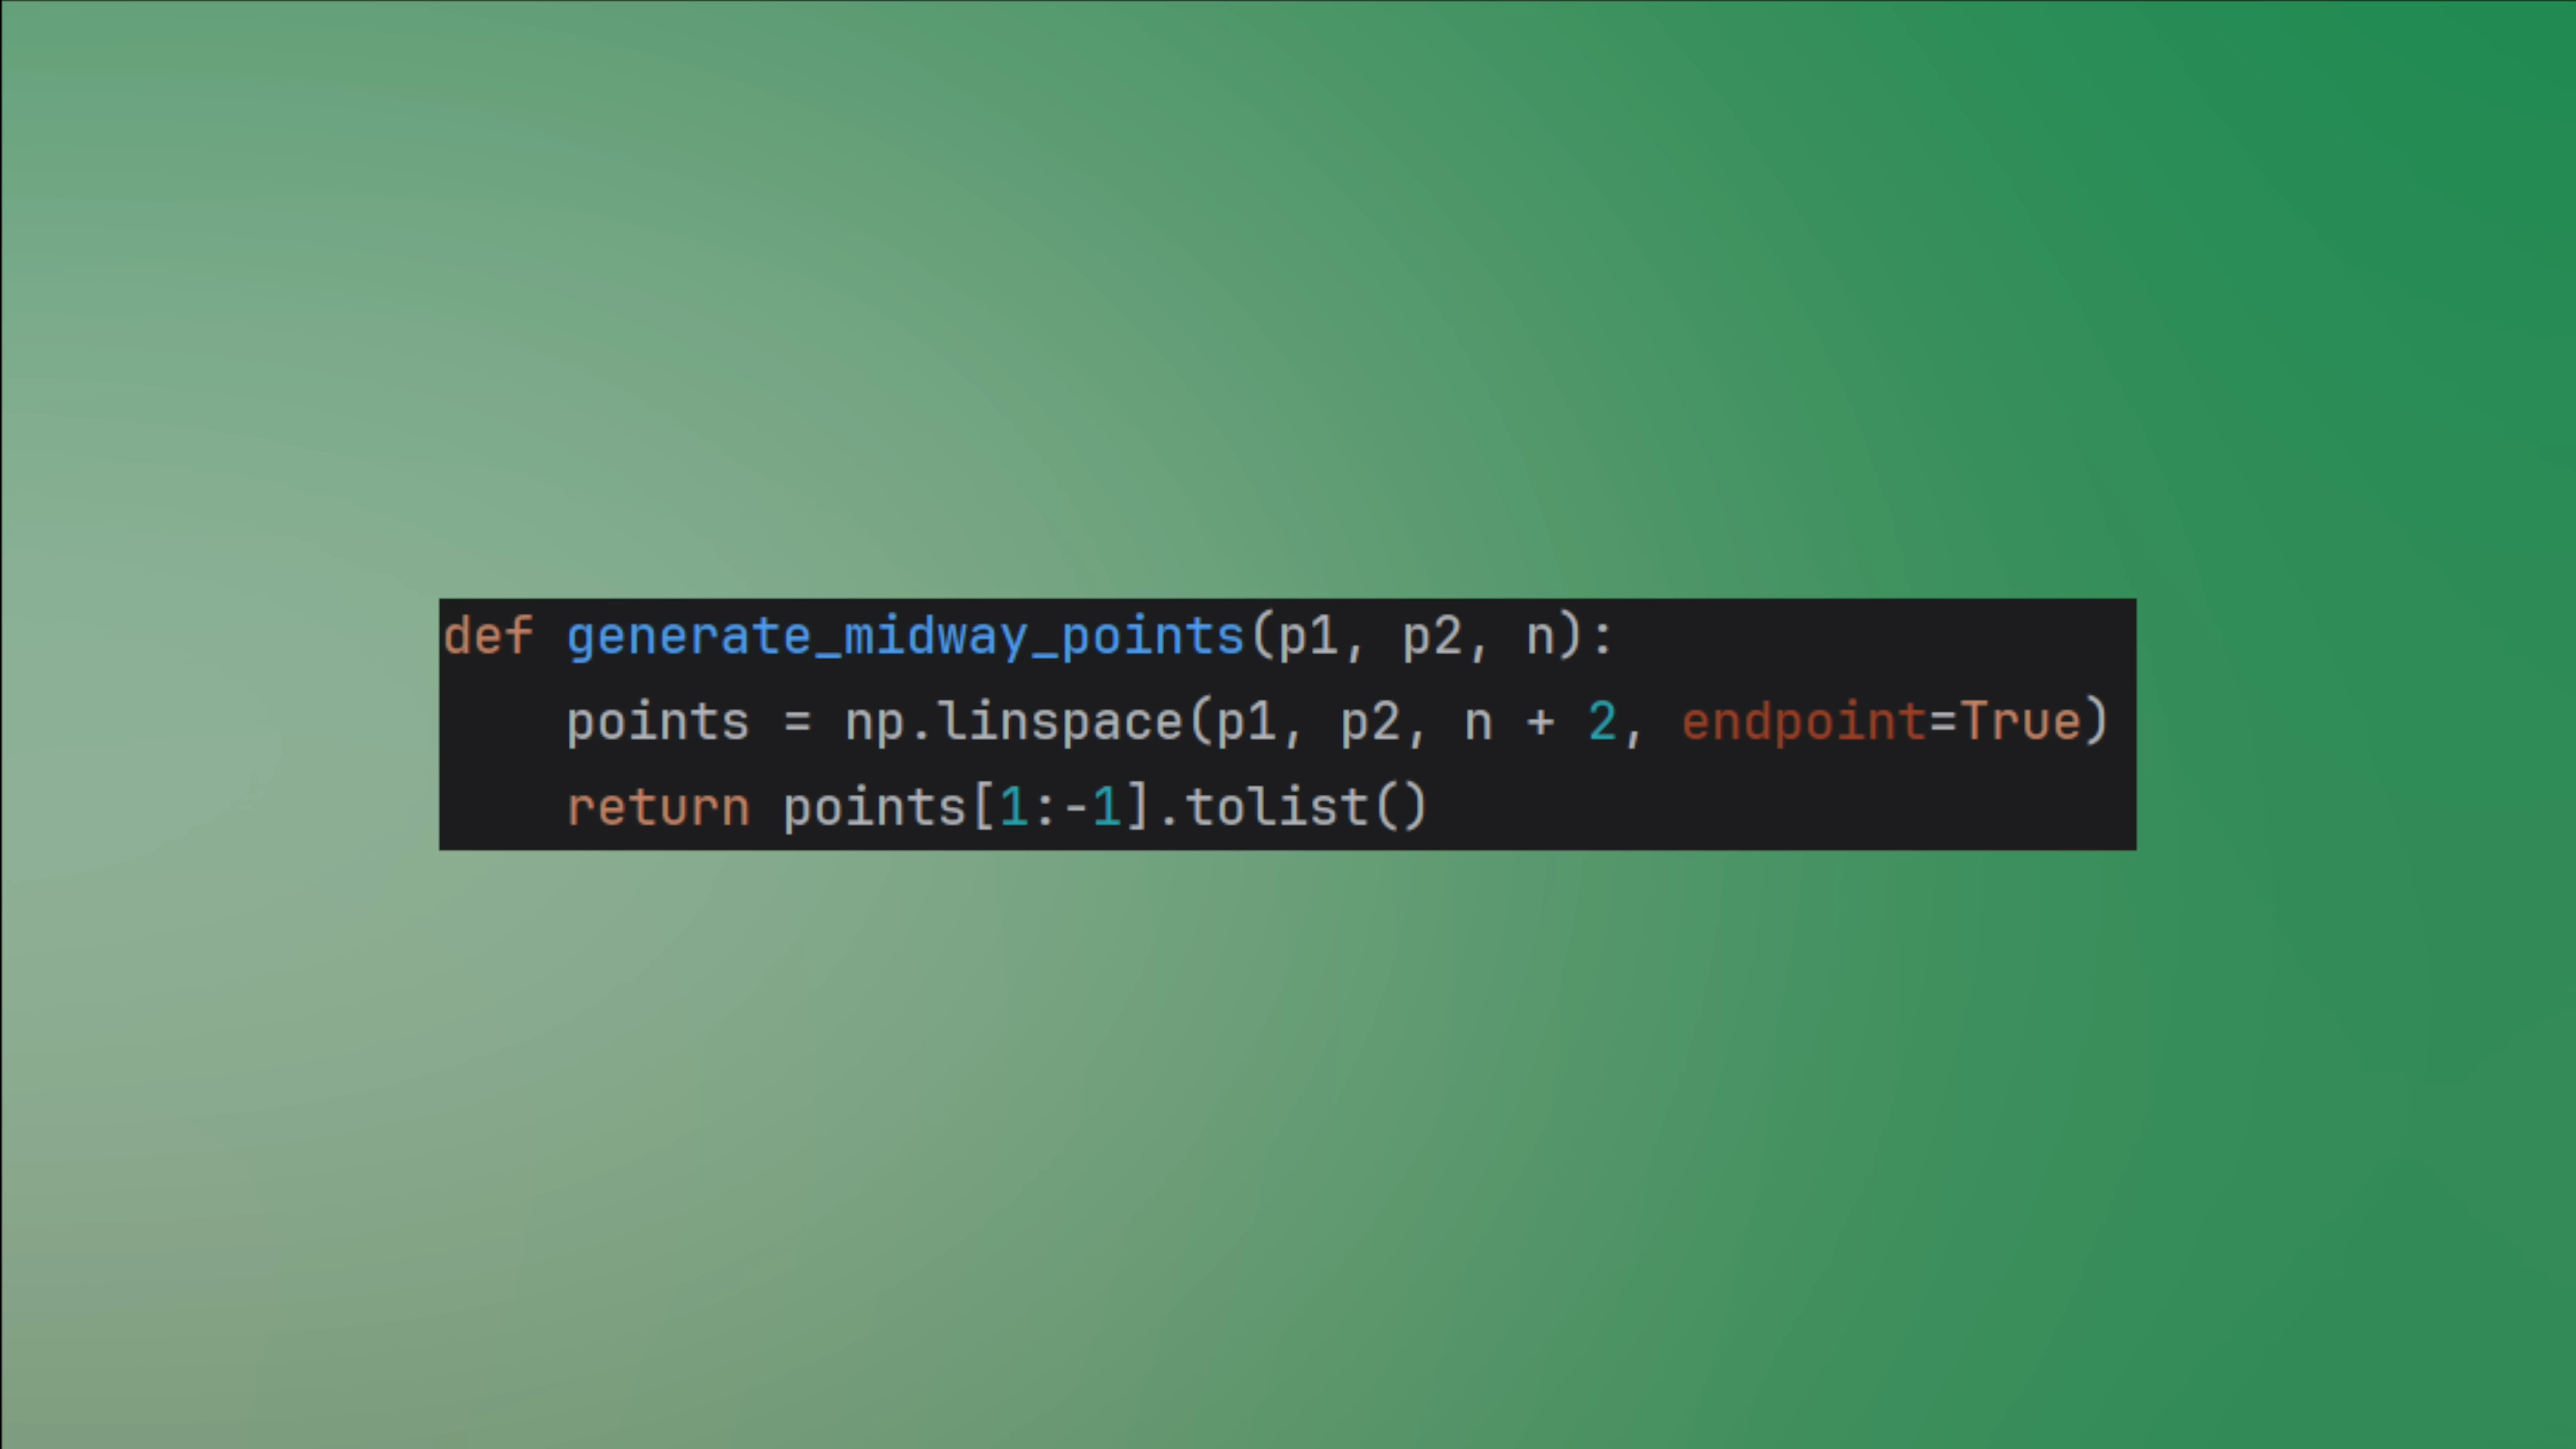 def generate_midway_points(p1, p2, n):
    points = np.linspace(p1, p2, n + 2, endpoint=True)
    return points[1:-1].tolist()